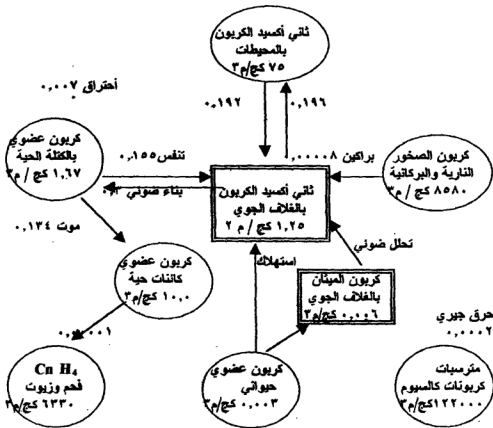 ثاني أكسيد الكربون
بالمحيطات
٧٥ كج/م٣
أحتراق ٠,٠٠٧
٠,١٩٢
٠,١٩٦
كربون عضوي
بالكتلة الحية
١,٦٧ كج / م٣
تنفس ٠,١٥٥
بناء ضوئي
براكين ٠,٠٠٠٠٨
كربون الصخور
النارية والبركانية
٨٥٨٠ كج / م٣
ثاني أكسيد الكربون
بالغلاف الجوي
١,٢٥ كج / م ٢
موت ٠,١٣٤
كربون عضوي
كائنات حية
١٠,٠ كج/م٣
استهلاك
تحلل ضوئي
كربون الميثان
بالغلاف الجوي
٠,٠٠٦ كج/م٣
حرق جيري
٠,٠٠٠٢
Cn H₄
فحم وزيوت
٦٣٣٠ كج/م٣
كربون عضوي
حيواني
٠,٠٠٣ كج/م٣
مترسبات
كربونات كالسيوم
١٢٢٠٠٠ كج/م٣